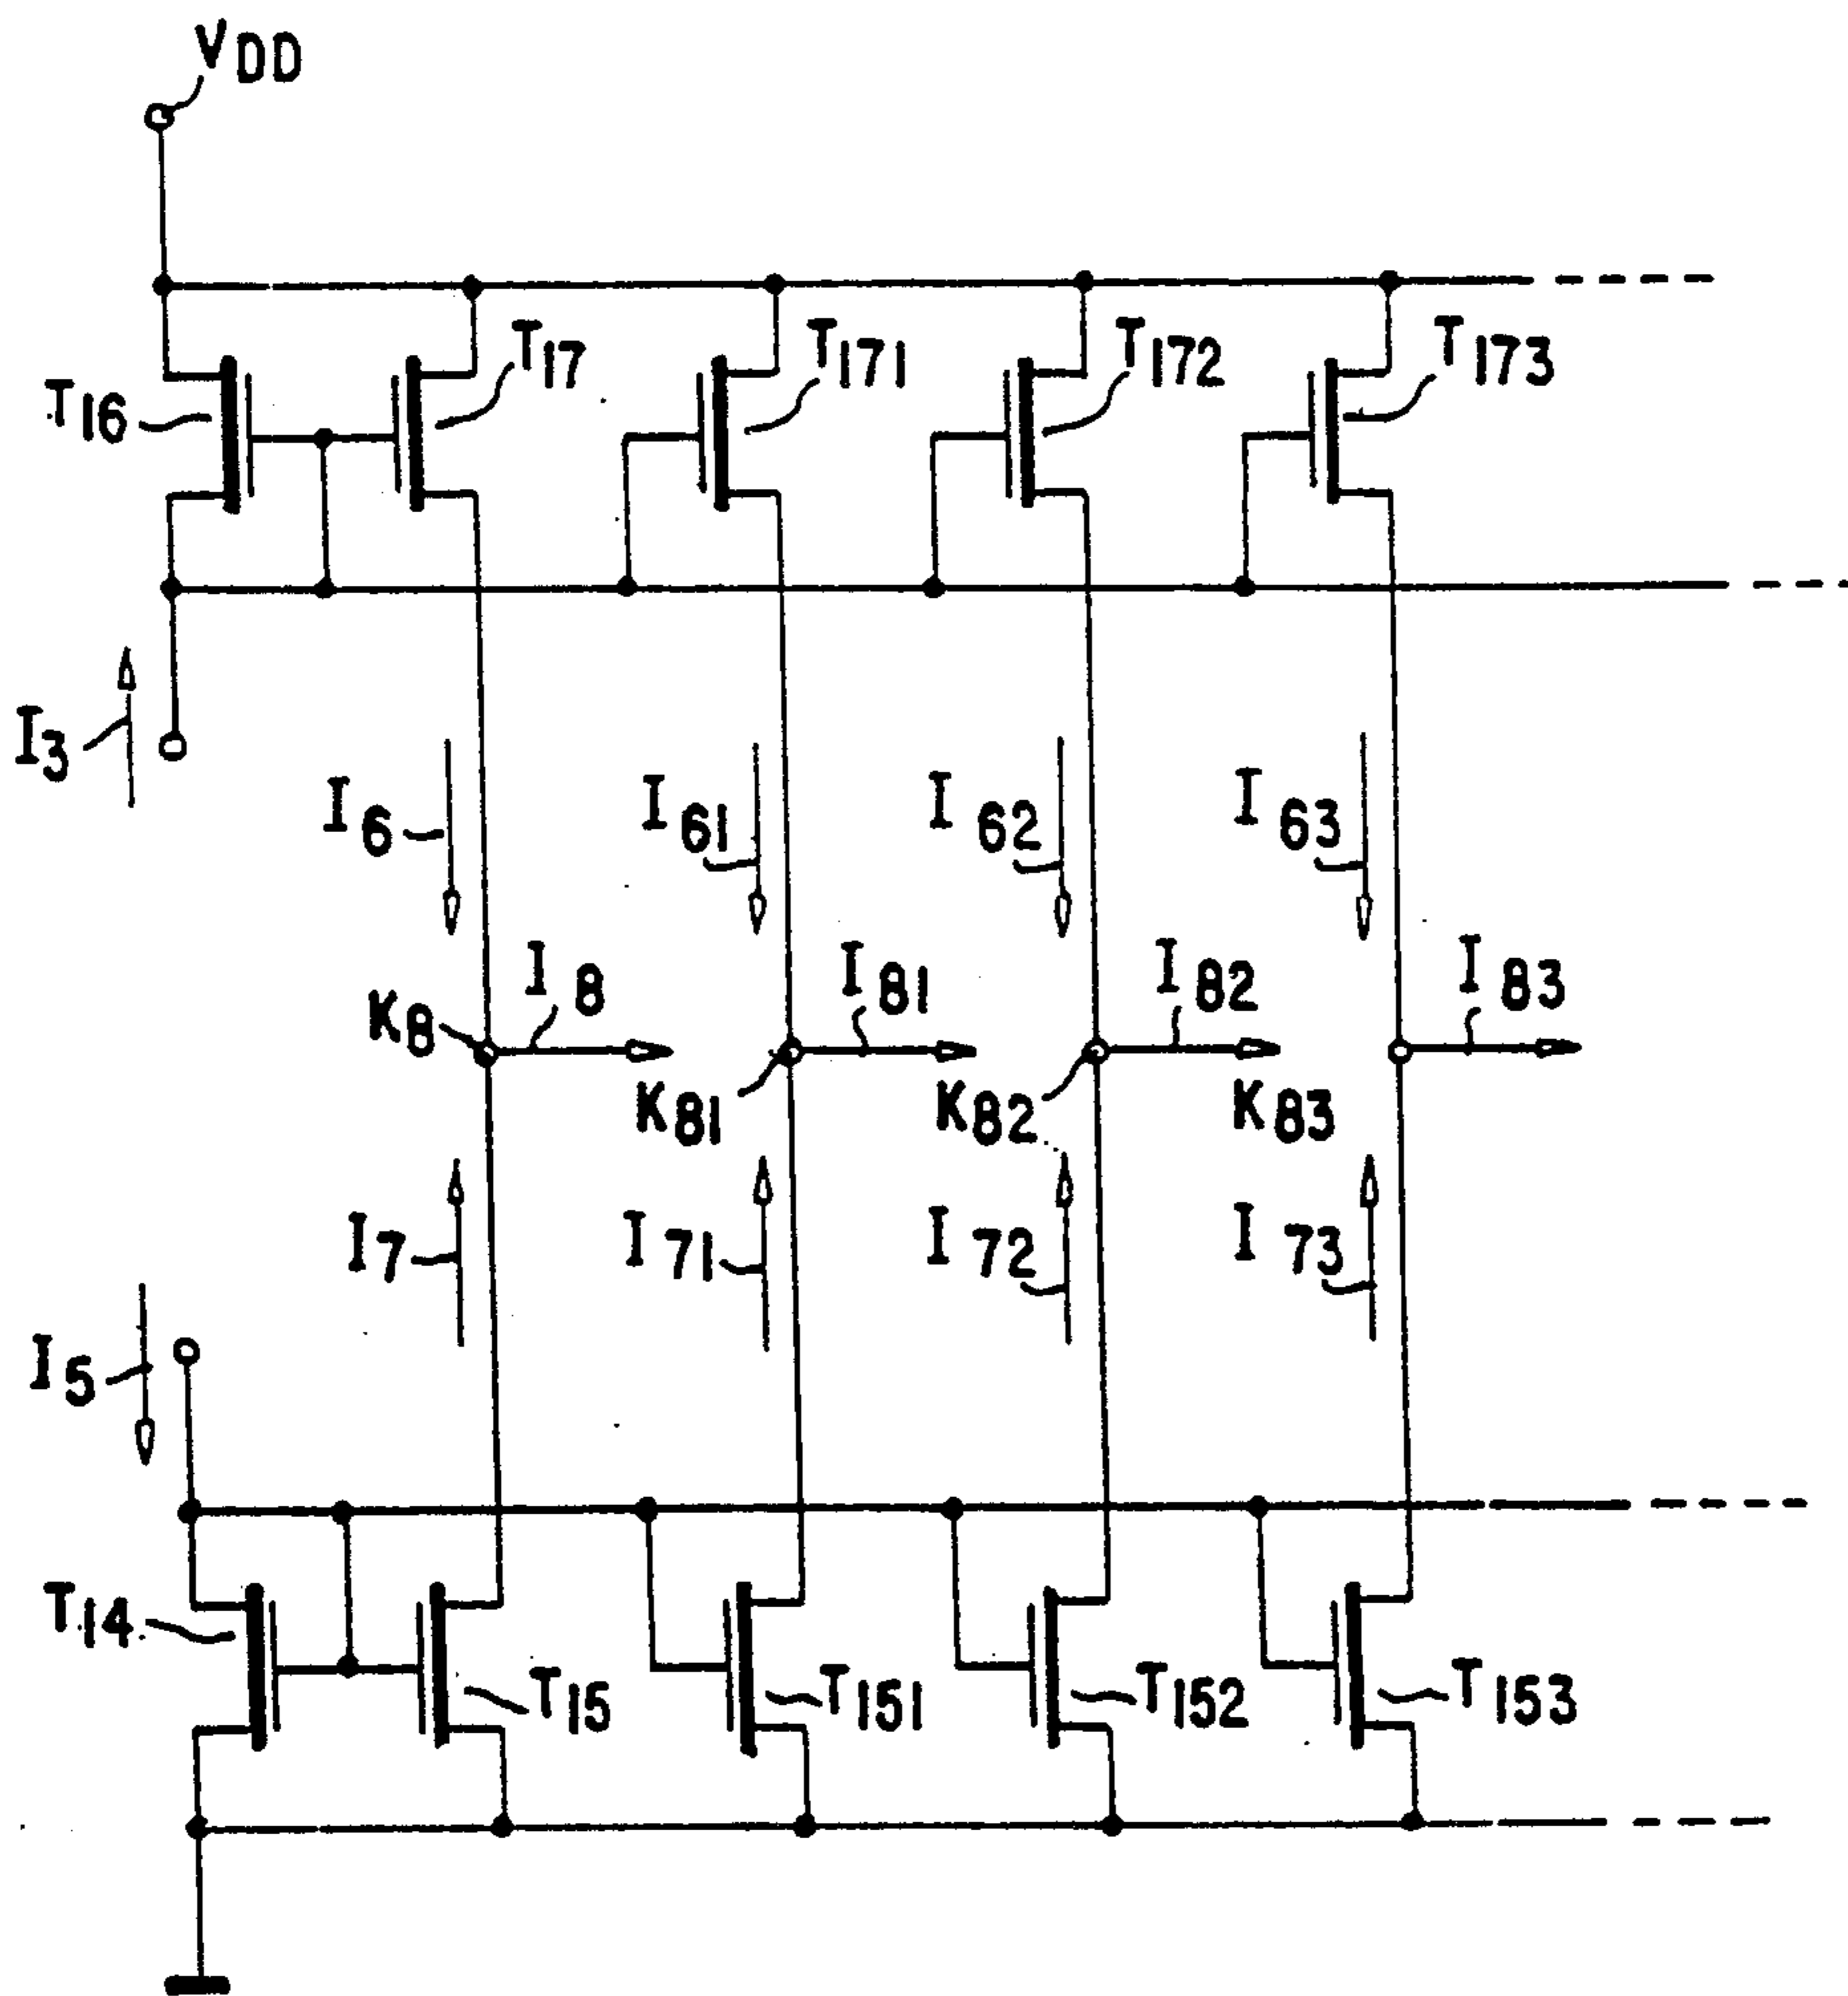 VDD
T16
T17
T171
T172
T173
I3
I6
I61
I62
I63
K8
I8
I81
I82
I83
K81
K82
K83
I7
I71
I72
I73
I5
T14
T15
T151
T152
T153